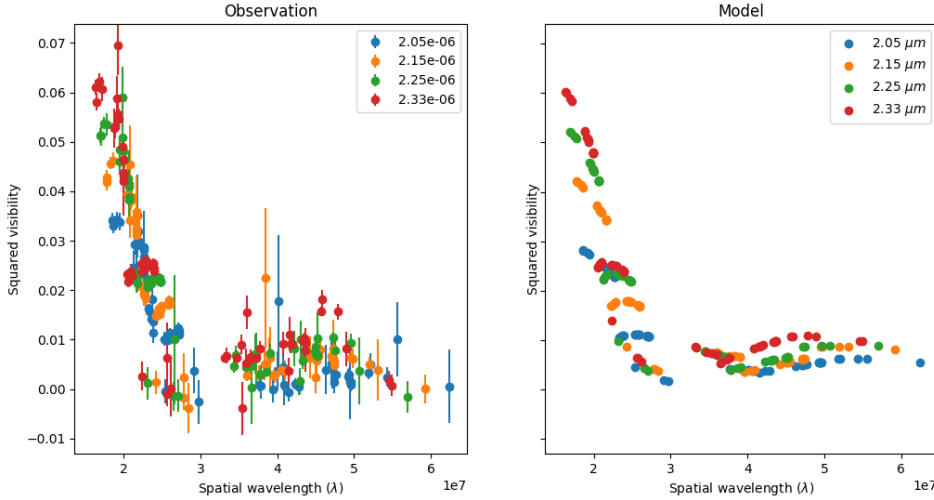 Observation
Model
2.05e-06
2.15e-06
2.25e-06
2.33e-06
2.05 μm
2.15 μm
2.25 μm
2.33 μm
Squared visibility
0.07
0.06
0.05
0.04
0.03
0.02
0.01
0.00
−0.01
Squared visibility
2 3 4 5 6
1e7
Spatial wavelength (λ)
2 3 4 5 6
1e7
Spatial wavelength (λ)